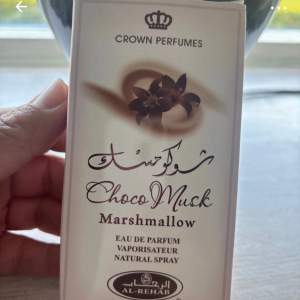 CROWN PERFUMES
شوكو مسك
Choco Musk
Marshmallow
EAU DE PARFUM
VAPORISATEUR
NATURAL SPRAY
الرحاب
AL-REHAB